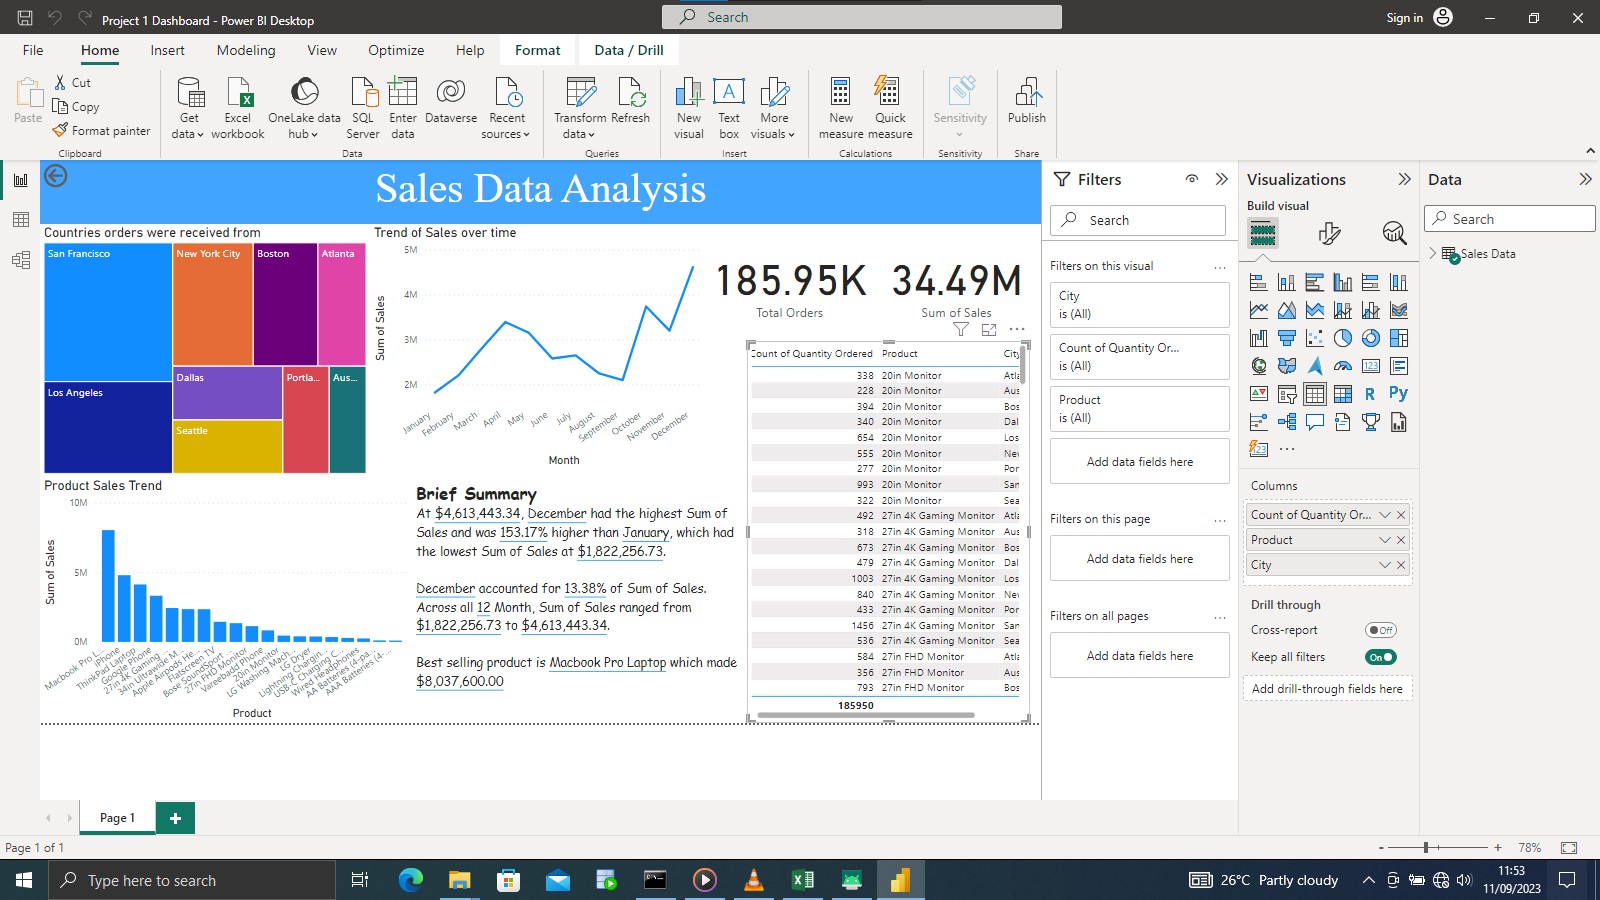 Project 1 Dashboard - Power BI Desktop
Search
Sign in
File
Home
Insert
Modeling
View
Optimize
Help
Format
Data / Drill
Paste
Cut
Copy
Format painter
Clipboard
Get data
Excel workbook
OneLake data hub
SQL Server
Enter data
Dataverse
Recent sources
Data
Transform data
Refresh
Queries
New visual
Text box
More visuals
Insert
New measure
Quick measure
Calculations
Sensitivity
Sensitivity
Publish
Share
Sales Data Analysis
Countries orders were received from
San Francisco
New York City
Boston
Atlanta
Los Angeles
Dallas
Seattle
Portla...
Aus...
Trend of Sales over time
Sum of Sales
5M
4M
3M
2M
January
February
March
April
May
June
July
August
September
October
November
December
Month
185.95K
Total Orders
34.49M
Sum of Sales
Product Sales Trend
Sum of Sales
10M
5M
0M
Macbook Pro L...
iPhone
ThinkPad Laptop
Google Phone
27in 4K Gaming ...
34in Ultrawide M...
Apple Airpods He...
Flatscreen TV
Bose SoundSport ...
27in FHD Monitor
Vareebadd Phone
20in Monitor
LG Washing Mach...
LG Dryer
Lightning Chargin...
USB-C Charging C...
Wired Headphones
AA Batteries (4-pa...
AAA Batteries (4-...
Product
Brief Summary
At $4,613,443.34, December had the highest Sum of
Sales and was 153.17% higher than January, which had
the lowest Sum of Sales at $1,822,256.73.
December accounted for 13.38% of Sum of Sales.
Across all 12 Month, Sum of Sales ranged from
$1,822,256.73 to $4,613,443.34.
Best selling product is Macbook Pro Laptop which made
$8,037,600.00
Count of Quantity Ordered Product City
338 20in Monitor Atla
228 20in Monitor Aus
394 20in Monitor Bos
340 20in Monitor Dal
654 20in Monitor Los
555 20in Monitor Nev
277 20in Monitor Por
993 20in Monitor San
322 20in Monitor Sea
492 27in 4K Gaming Monitor Atla
318 27in 4K Gaming Monitor Aus
673 27in 4K Gaming Monitor Bos
479 27in 4K Gaming Monitor Dal
1003 27in 4K Gaming Monitor Los
840 27in 4K Gaming Monitor Nev
433 27in 4K Gaming Monitor Por
1456 27in 4K Gaming Monitor San
536 27in 4K Gaming Monitor Sea
584 27in FHD Monitor Atla
356 27in FHD Monitor Aus
793 27in FHD Monitor Bos
185950
Filters
Search
Filters on this visual
City
is (All)
Count of Quantity Or...
is (All)
Product
is (All)
Add data fields here
Filters on this page
Add data fields here
Filters on all pages
Add data fields here
Visualizations
Build visual
123
R
Py
123
Columns
Count of Quantity Or...
Product
City
Drill through
Cross-report
Off
Keep all filters
On
Add drill-through fields here
Data
Search
Sales Data
Page 1
Page 1 of 1
78%
Type here to search
26°C Partly cloudy
11:53
11/09/2023